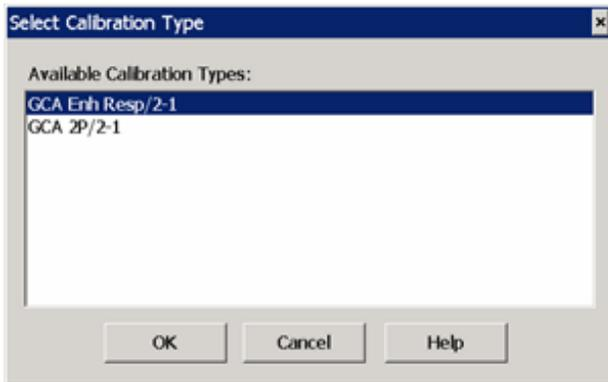 Select Calibration Type
Available Calibration Types:
GCA Enh Resp/2-1
GCA 2P/2-1
OK Cancel Help